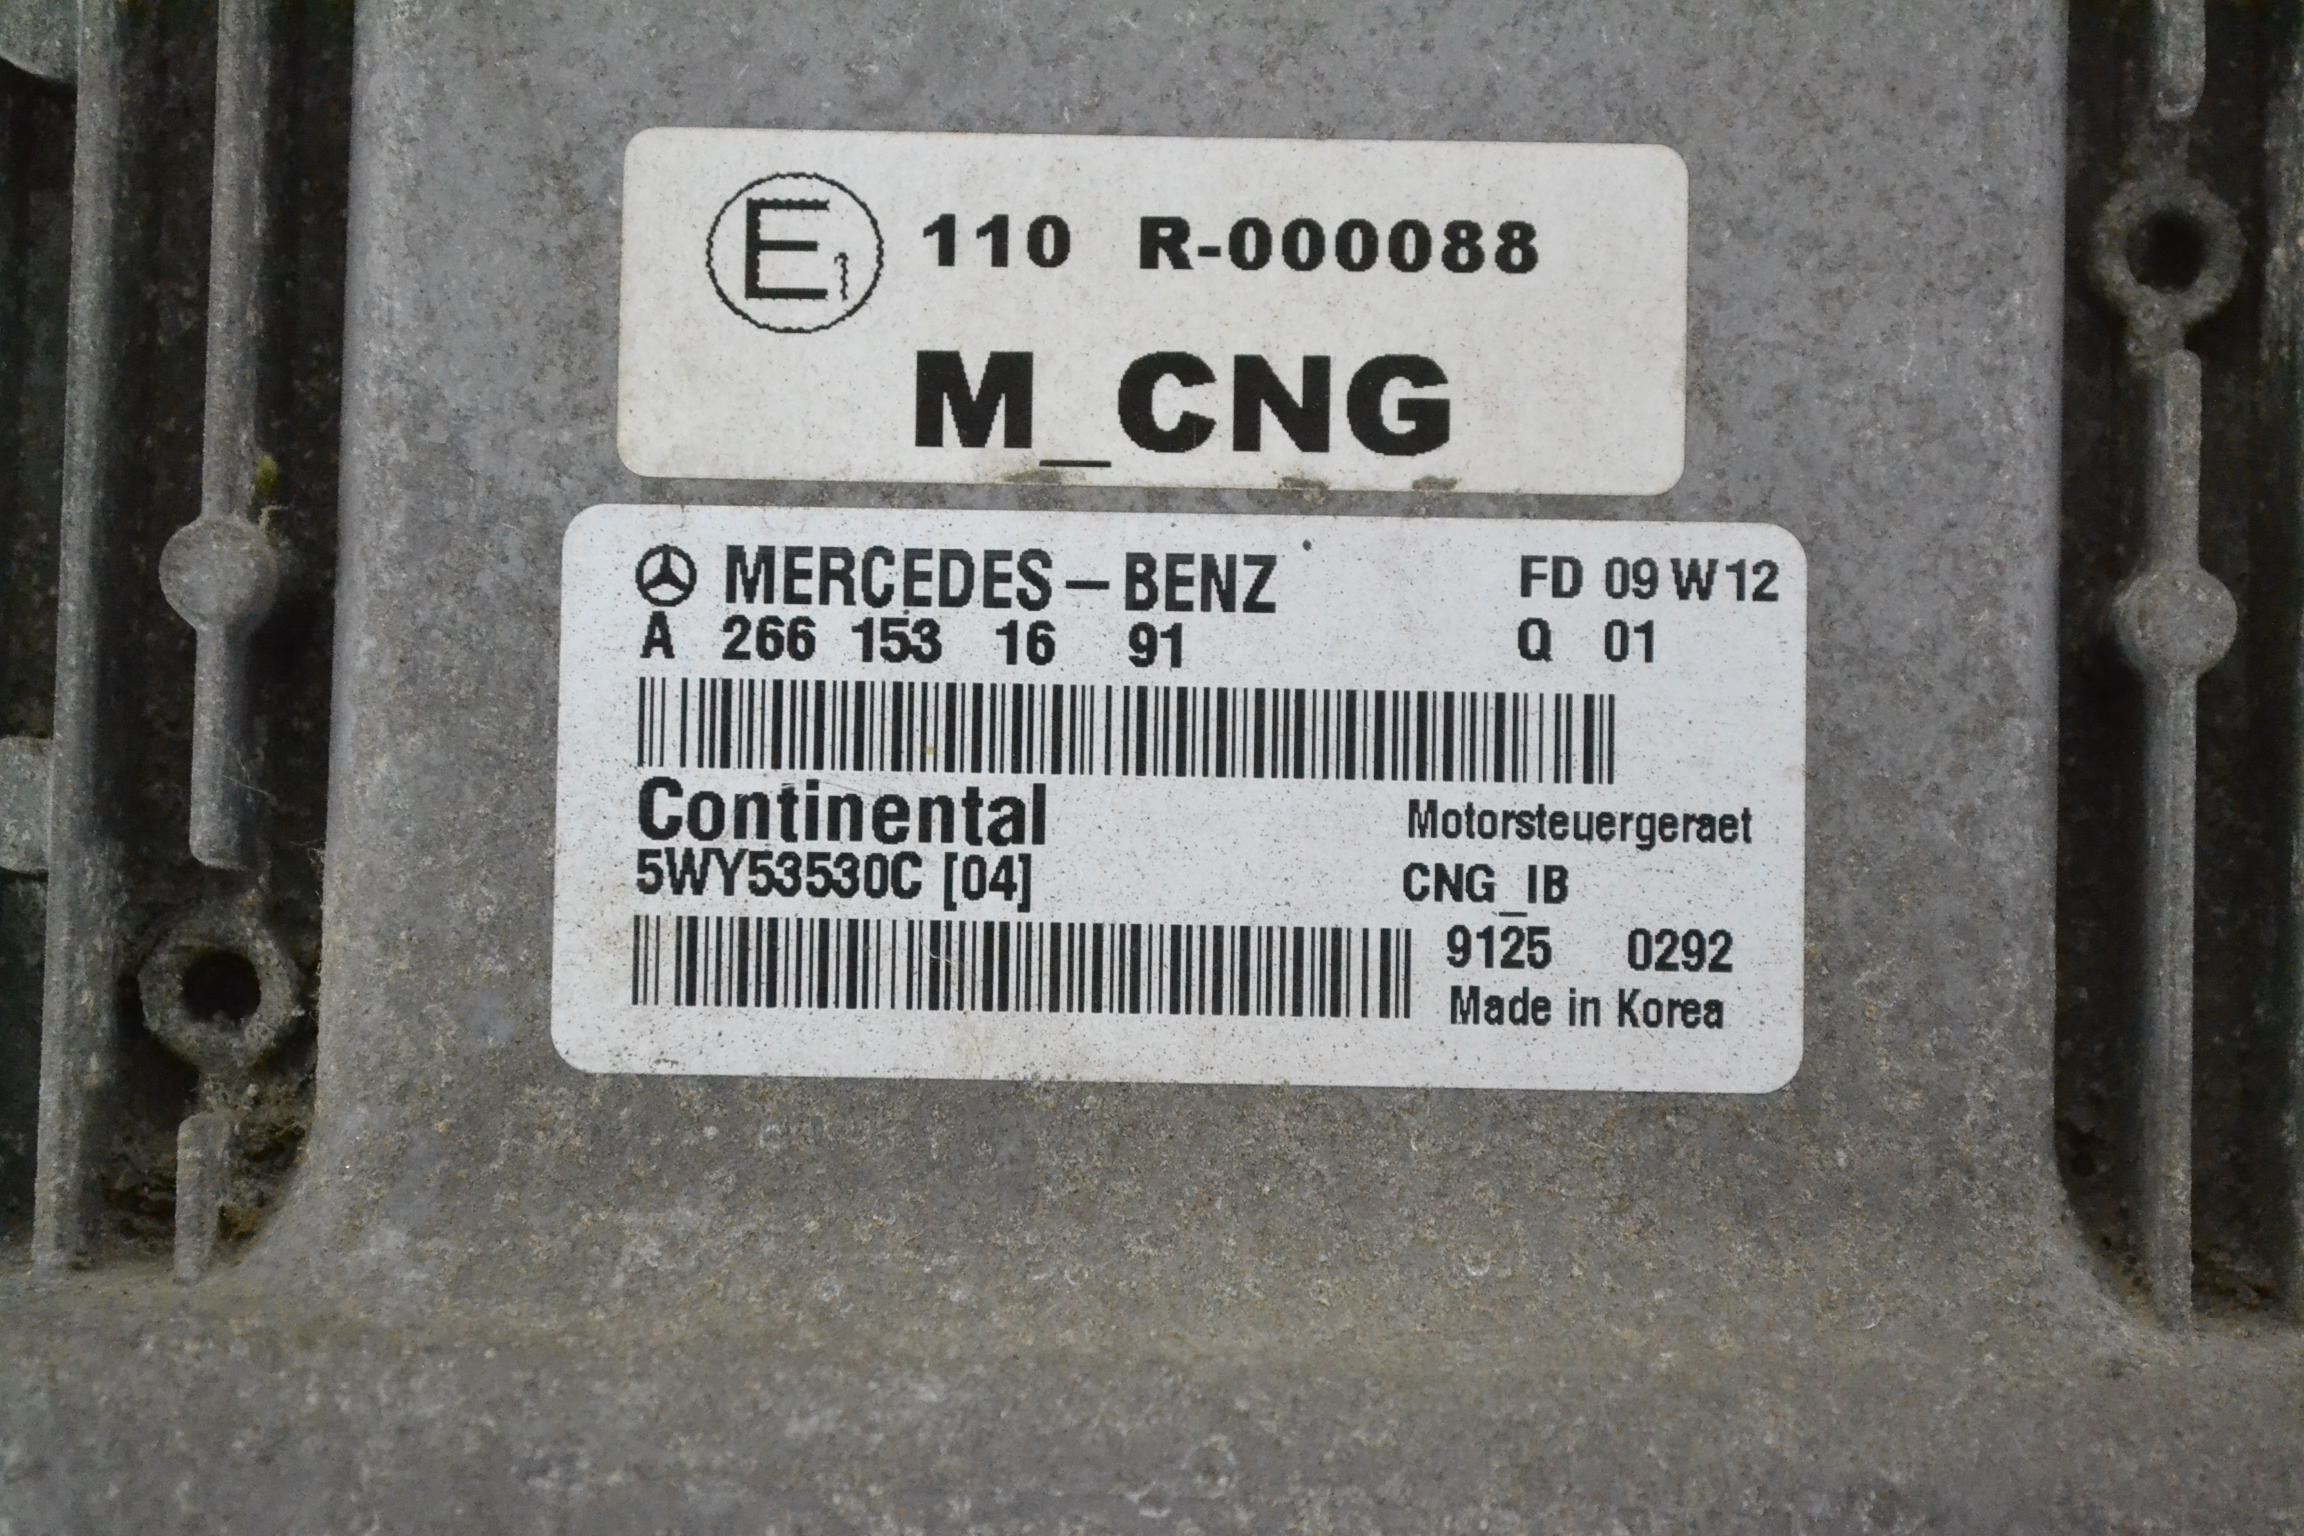 E1 110 R-000088
M_CNG
MERCEDES-BENZ FD 09 W12
A 266 153 16 91 Q 01
Continental Motorsteuergeraet
5WY53530C [04] CNG_IB
9125 0292
Made in Korea